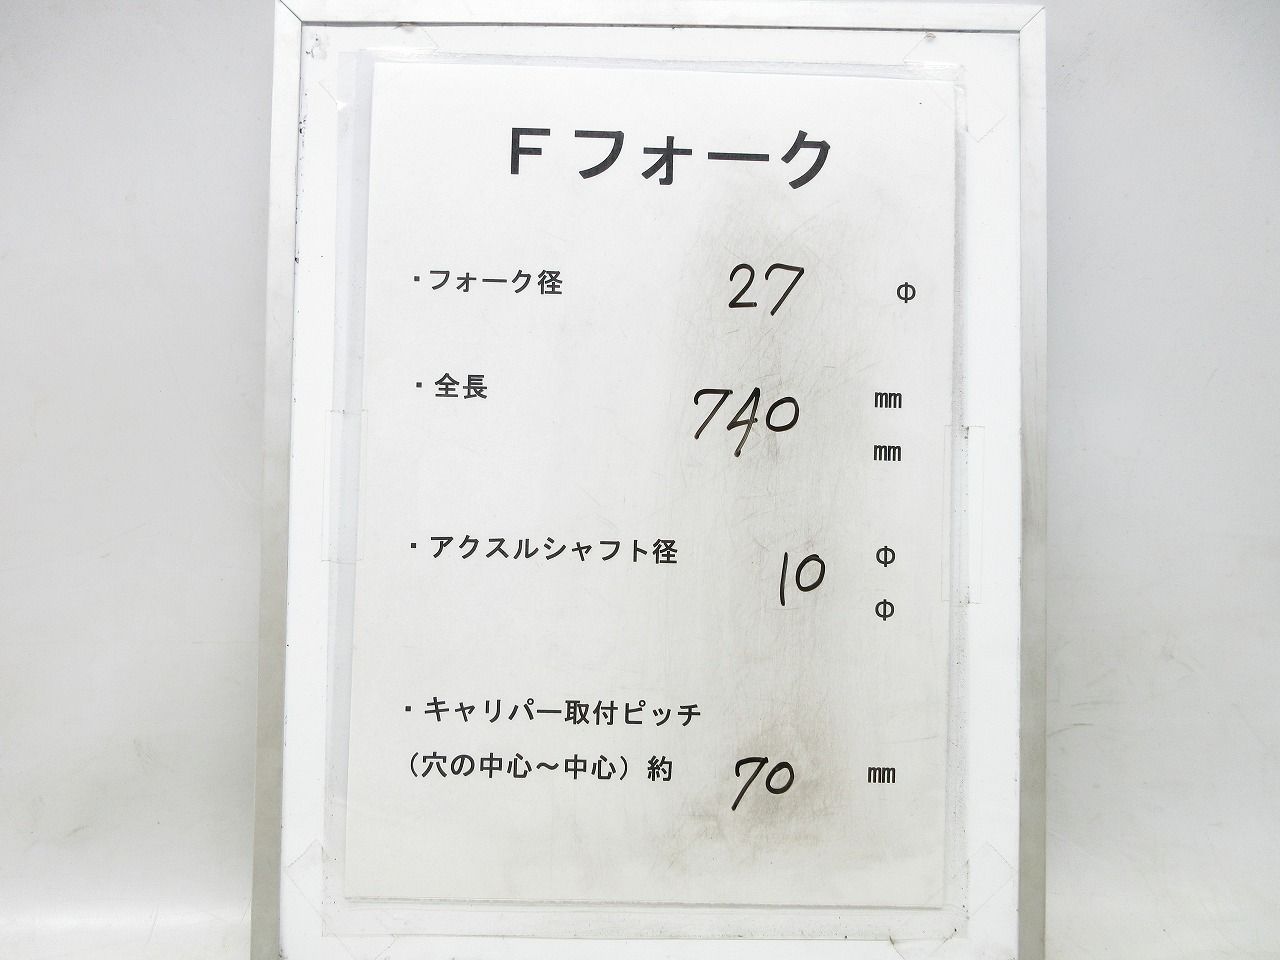 Fフォーク
・フォーク径 27 Φ
・全長 740 mm
mm
・アクスルシャフト径 10 Φ
Φ
・キャリパー取付ピッチ
（穴の中心～中心）約 70 mm